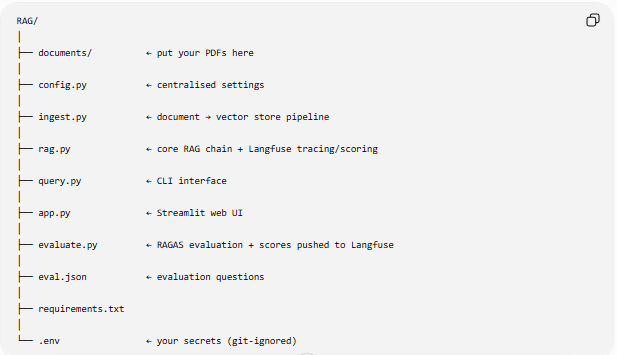 RAG/
│
├── documents/ ← put your PDFs here
│
├── config.py ← centralised settings
│
├── ingest.py ← document → vector store pipeline
│
├── rag.py ← core RAG chain + Langfuse tracing/scoring
│
├── query.py ← CLI interface
│
├── app.py ← Streamlit web UI
│
├── evaluate.py ← RAGAS evaluation + scores pushed to Langfuse
│
├── eval.json ← evaluation questions
│
├── requirements.txt
│
└── .env ← your secrets (git-ignored)